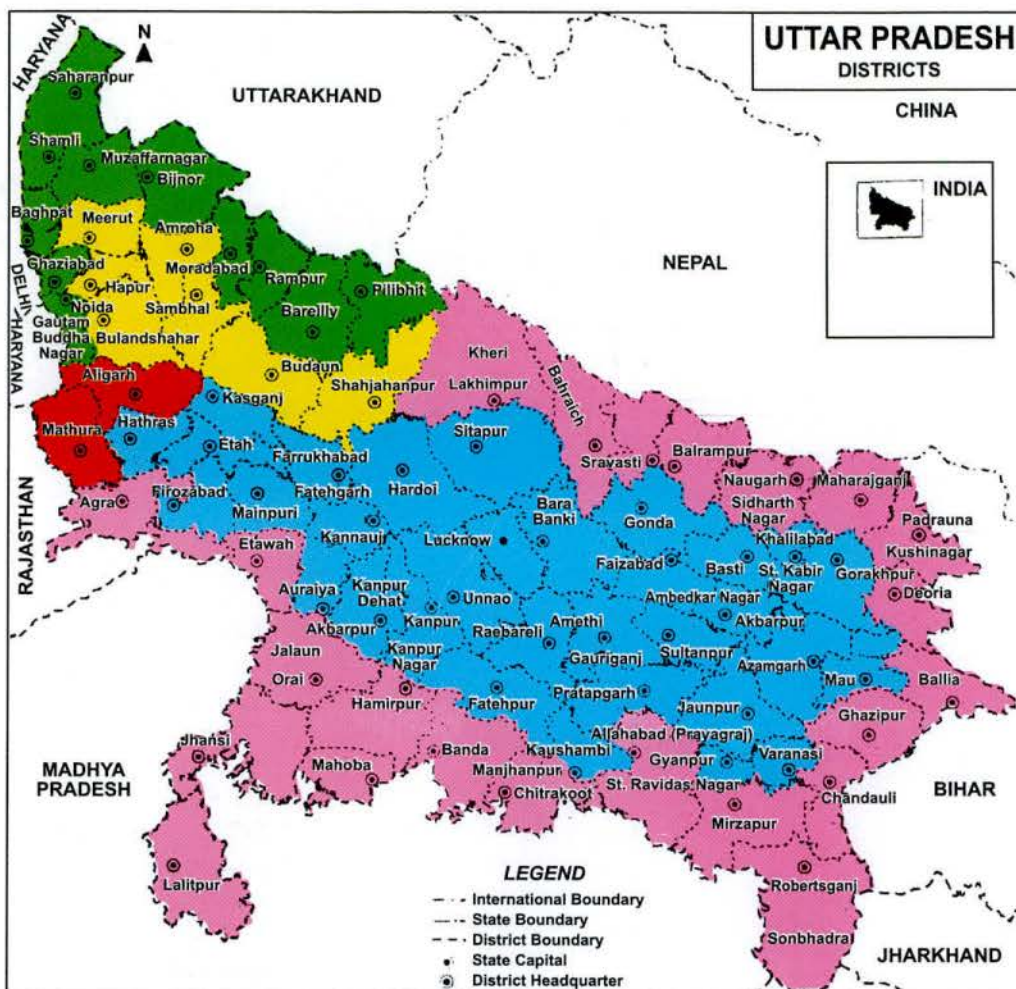 UTTAR PRADESH
DISTRICTS
N
HARYANA
Saharanpur
UTTARAKHAND
CHINA
Shamli
Muzaffarnagar
Bijnor
INDIA
Baghpat
Meerut
Amroha
NEPAL
Ghaziabad
Moradabad
Rampur
DELHI
Hapur
Pilibhit
Noida
Sambhal
Bareilly
HARYANA
Gautam
Buddha
Nagar
Bulandshahar
Kheri
Aligarh
Budaun
Bahraich
Kasganj
Shahjahanpur
Lakhimpur
Mathura
Hathras
Etah
Sitapur
Farrukhabad
Sravasti
Balrampur
RAJASTHAN
Agra
Firozabad
Fatehgarh
Hardoi
Naugarh
Maharajganj
Mainpuri
Bara
Banki
Gonda
Sidharth
Nagar
Padrauna
Etawah
Kannauj
Lucknow
Khalilabad
Kushinagar
Faizabad
Basti
St. Kabir
Nagar
Gorakhpur
Auraiya
Kanpur
Dehat
Unnao
Deoria
Ambedkar Nagar
Akbarpur
Kanpur
Amethi
Akbarpur
Raebareli
Jalaun
Kanpur
Nagar
Gauriganj
Sultanpur
Azamgarh
Orai
Mau
Ballia
Hamirpur
Fatehpur
Pratapgarh
Jaunpur
Ghazipur
Allahabad (Prayagraj)
Jhansi
Banda
Kaushambi
Gyanpur
Varanasi
MADHYA
PRADESH
Mahoba
Manjhanpur
Chitrakoot
St. Ravidas Nagar
Chandauli
BIHAR
Mirzapur
Lalitpur
Robertsganj
Sonbhadra
JHARKHAND
LEGEND
International Boundary
State Boundary
District Boundary
State Capital
District Headquarter